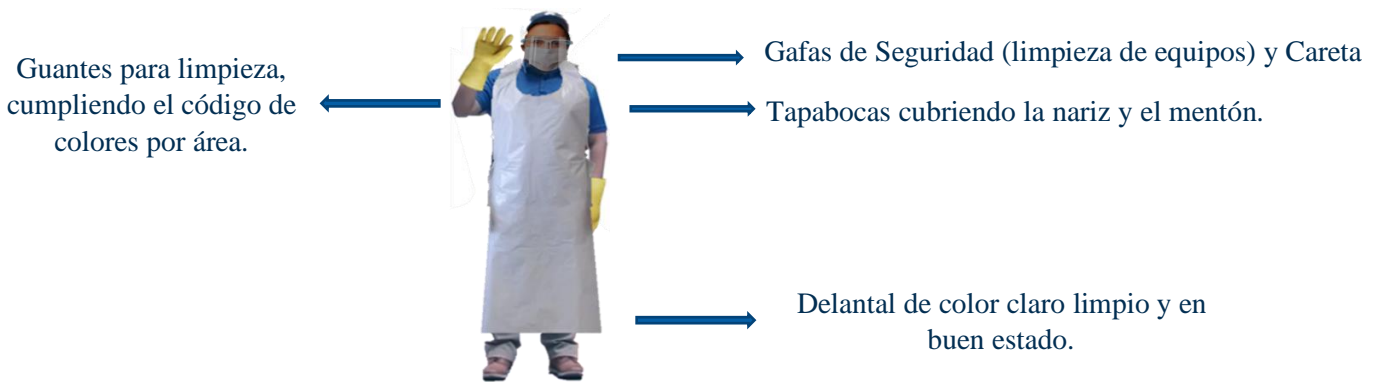 Guantes para limpieza,
cumpliendo el código de
colores por área.
Gafas de Seguridad (limpieza de equipos) y Careta
Tapabocas cubriendo la nariz y el mentón.
Delantal de color claro limpio y en
buen estado.